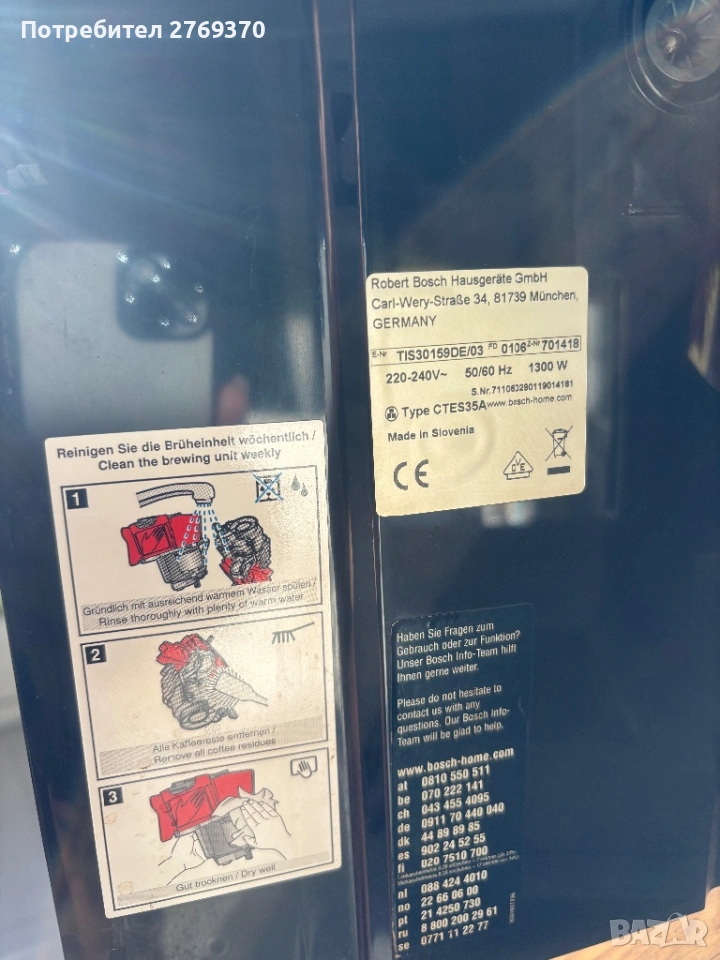 Потребител 2769370
Robert Bosch Hausgeräte GmbH
Carl-Wery-Straße 34, 81739 München,
GERMANY
E-Nr TIS30159DE/03 FD 0106 Z-Nr 701418
220-240V~ 50/60 Hz 1300 W
S.Nr.711063280119014181
Type CTES35A www.bosch-home.com
Made in Slovenia
CE
VDE
Reinigen Sie die Brüheinheit wöchentlich /
Clean the brewing unit weekly
1
Gründlich mit ausreichend warmem Wasser spülen /
Rinse thoroughly with plenty of warm water
2
Alle Kaffeereste entfernen /
Remove all coffee residues
3
Gut trocknen / Dry well
Haben Sie Fragen zum
Gebrauch oder zur Funktion?
Unser Bosch Info-Team hilft
Ihnen gerne weiter.
Please do not hesitate to
contact us with any
questions. Our Bosch Info-
Team will be glad to help.
www.bosch-home.com
at 0810 550 511
be 070 222 141
ch 043 455 4095
de 0911 70 440 040
dk 44 89 89 85
es 902 24 52 55
fi 020 7510 700
nl 088 424 4010
no 22 66 06 00
pt 21 4250 730
ru 8 800 200 29 61
se 0771 11 22 77
BAZAR